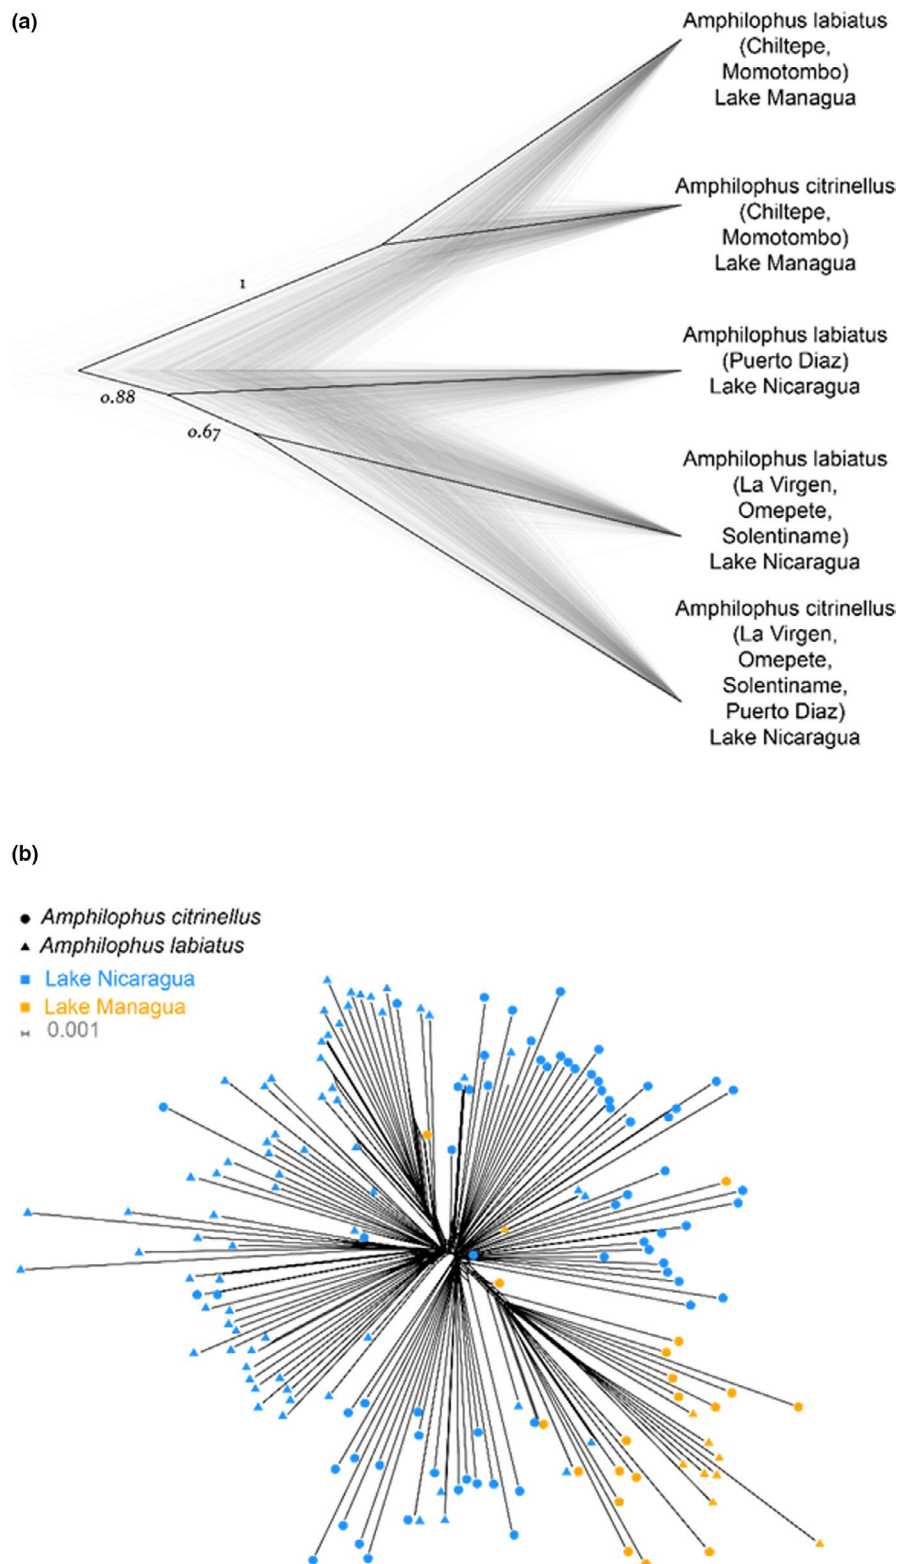 (a)
Amphilophus labiatus
(Chiltepe,
Momotombo)
Lake Managua
Amphilophus citrinellus
(Chiltepe,
Momotombo)
Lake Managua
1
Amphilophus labiatus
(Puerto Diaz)
Lake Nicaragua
0.88
0.67
Amphilophus labiatus
(La Virgen,
Omepete,
Solentiname)
Lake Nicaragua
Amphilophus citrinellus
(La Virgen,
Omepete,
Solentiname,
Puerto Diaz)
Lake Nicaragua
(b)
Amphilophus citrinellus
Amphilophus labiatus
Lake Nicaragua
Lake Managua
0.001